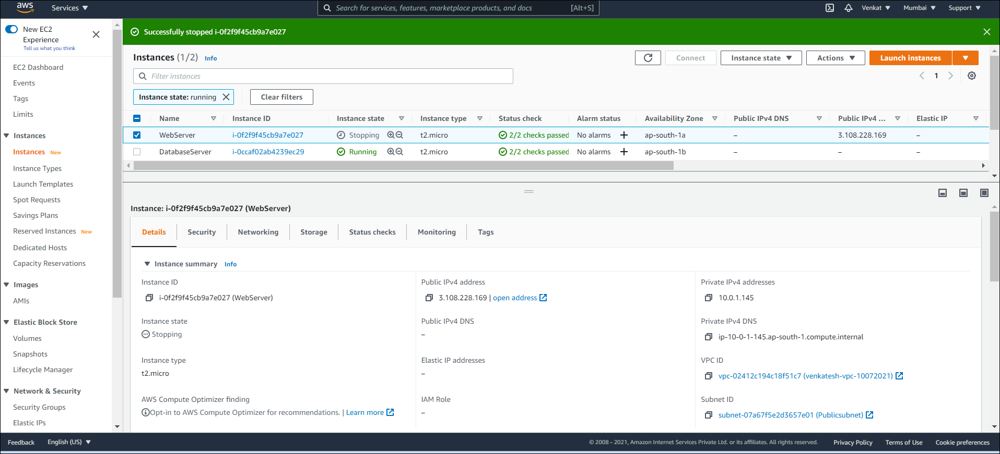 aws Services Search for services, features, marketplace products, and docs [Alt+S] Venkat Mumbai Support
New EC2 Experience
Tell us what you think
EC2 Dashboard
Events
Tags
Limits
Instances
Instances New
Instance Types
Launch Templates
Spot Requests
Savings Plans
Reserved Instances New
Dedicated Hosts
Capacity Reservations
Images
AMIs
Elastic Block Store
Volumes
Snapshots
Lifecycle Manager
Network & Security
Security Groups
Elastic IPs
Successfully stopped i-0f2f9f45cb9a7e027
Instances (1/2) Info Connect Instance state Actions Launch instances
Filter instances 1
Instance state: running Clear filters
Name Instance ID Instance state Instance type Status check Alarm status Availability Zone Public IPv4 DNS Public IPv4 ... Elastic IP
WebServer i-0f2f9f45cb9a7e027 Stopping t2.micro 2/2 checks passed No alarms + ap-south-1a – 3.108.228.169 –
DatabaseServer i-0ccaf02ab4239ec29 Running t2.micro 2/2 checks passed No alarms + ap-south-1b – – –
Instance: i-0f2f9f45cb9a7e027 (WebServer)
Details Security Networking Storage Status checks Monitoring Tags
Instance summary Info
Instance ID Public IPv4 address Private IPv4 addresses
i-0f2f9f45cb9a7e027 (WebServer) 3.108.228.169 | open address 10.0.1.145
Instance state Public IPv4 DNS Private IPv4 DNS
Stopping – ip-10-0-1-145.ap-south-1.compute.internal
Instance type Elastic IP addresses VPC ID
t2.micro – vpc-02412c194c18f51c7 (venkatesh-vpc-10072021)
AWS Compute Optimizer finding IAM Role Subnet ID
Opt-in to AWS Compute Optimizer for recommendations. | Learn more – subnet-07a67f5e2d3657e01 (Publicsubnet)
Feedback English (US) © 2008 - 2021, Amazon Internet Services Private Ltd. or its affiliates. All rights reserved. Privacy Policy Terms of Use Cookie preferences